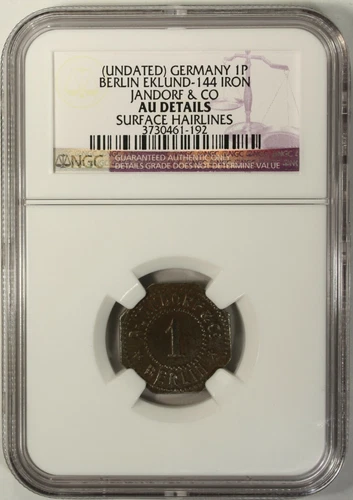 (UNDATED) GERMANY 1P
BERLIN EKLUND-144 IRON
JANDORF & CO
AU DETAILS
SURFACE HAIRLINES
3730461-192
NGC
GUARANTEED AUTHENTIC ONLY
DETAILS GRADE DOES NOT DETERMINE VALUE
1
BERLIN